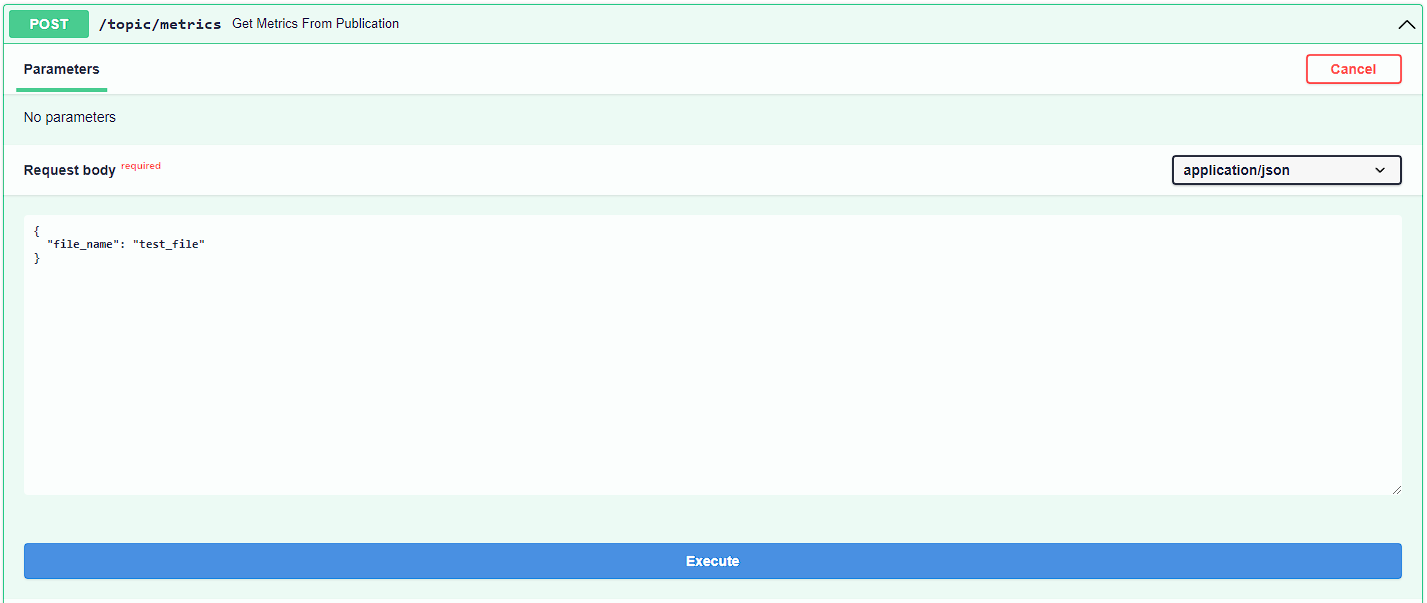 POST /topic/metrics Get Metrics From Publication
Parameters Cancel
No parameters
Request body required application/json
{
  "file_name": "test_file"
}
Execute